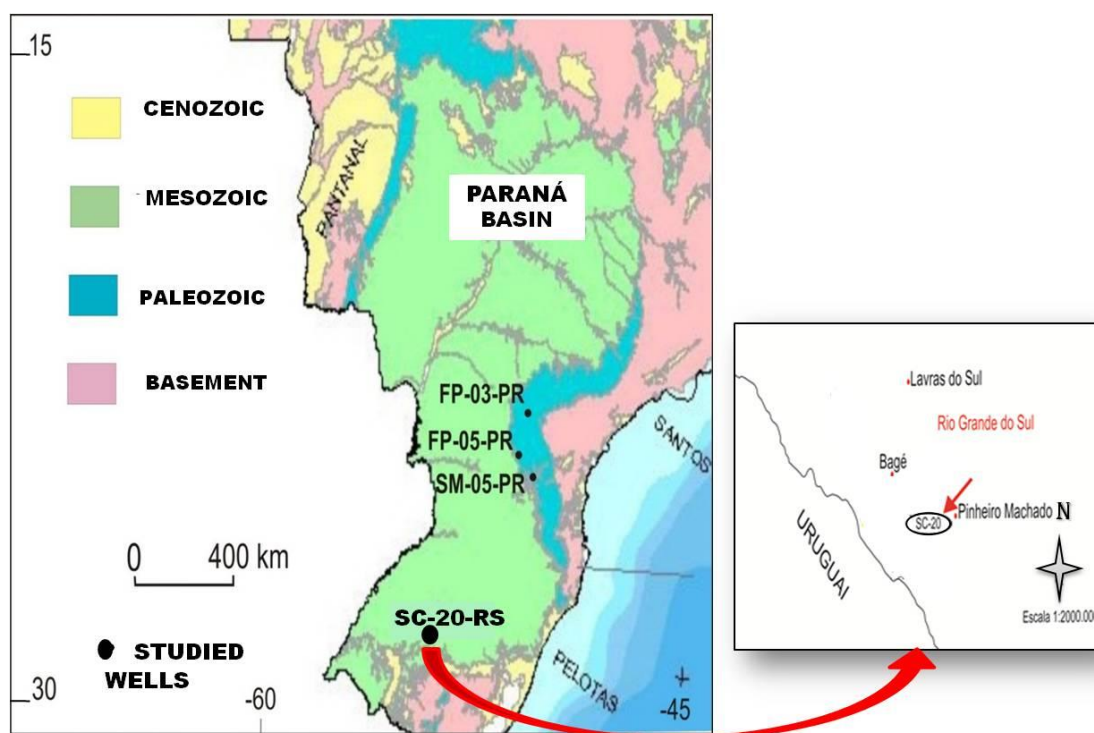 15
CENOZOIC
MESOZOIC
PALEOZOIC
BASEMENT
PANTANAL
PARANÁ
BASIN
FP-03-PR
FP-05-PR
SM-05-PR
SANTOS
0 400 km
SC-20-RS
STUDIED
WELLS
PELOTAS
30
-60
-45
Lavras do Sul
Rio Grande do Sul
Bagé
SC-20
Pinheiro Machado
N
URUGUAI
Escala 1:2000.00